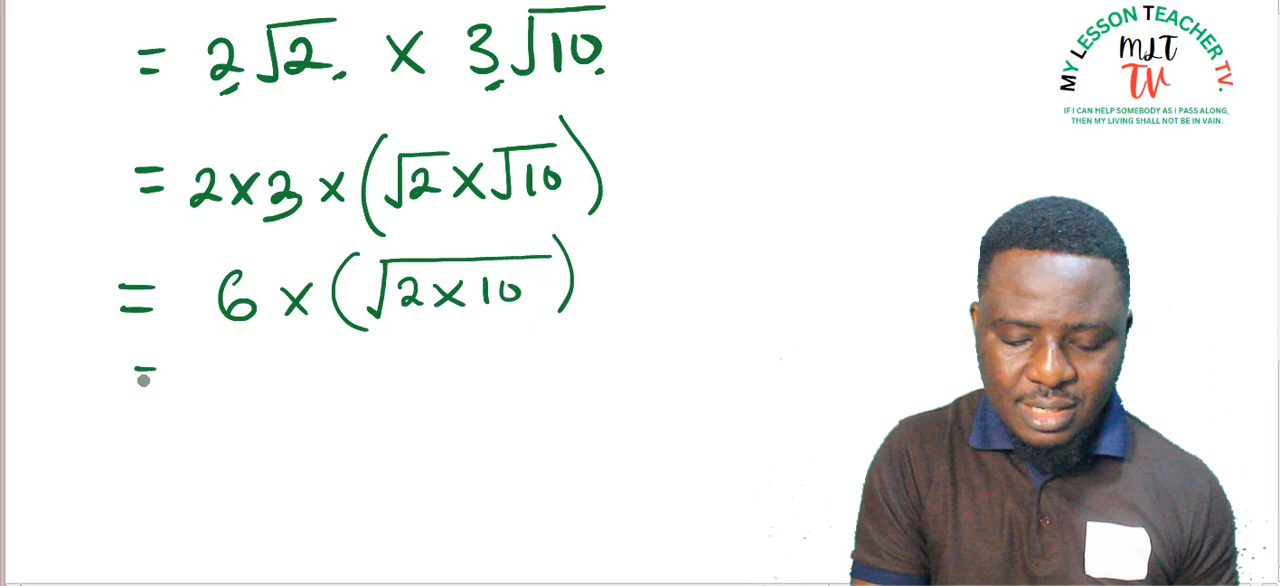 = 2√2 × 3√10
= 2×3×(√2×√10)
= 6×(√2×10)
=
MY LESSON TEACHER TV.
MLT
TV
IF I CAN HELP SOMEBODY AS I PASS ALONG,
THEN MY LIVING SHALL NOT BE IN VAIN.